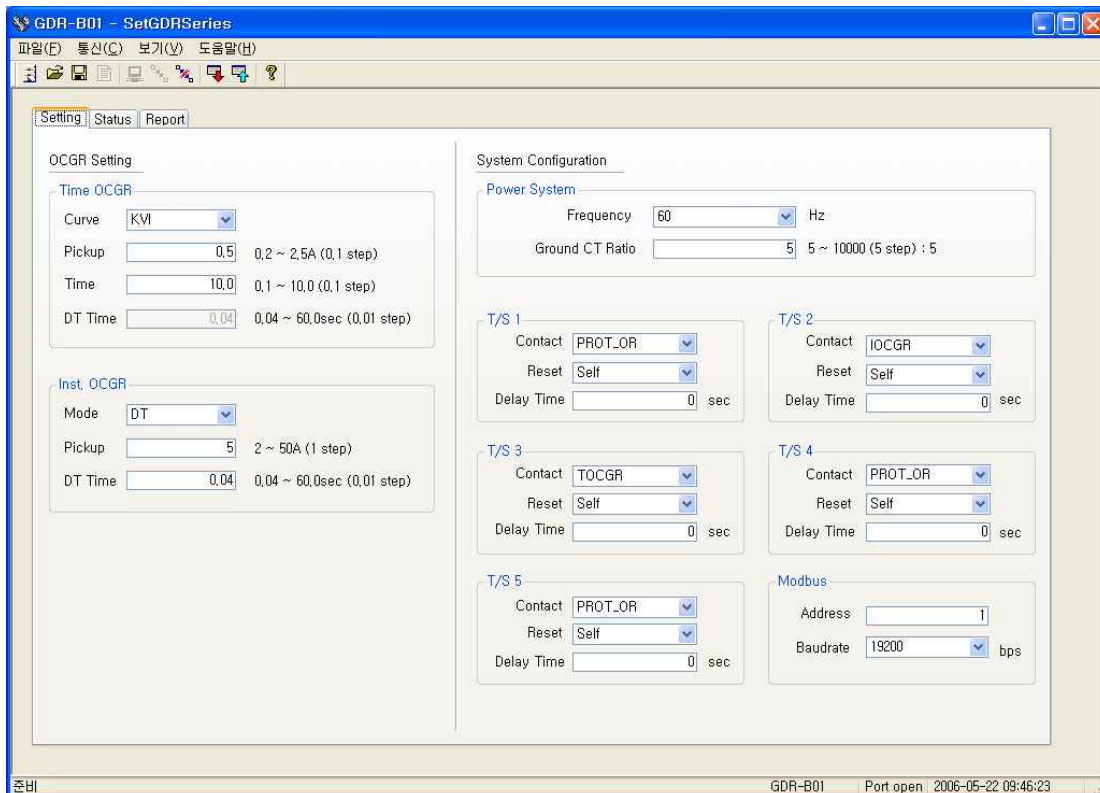 GDR-B01 - SetGDRSeries
파일(F) 통신(C) 보기(V) 도움말(H)
Setting Status Report
OCGR Setting
Time OCGR
Curve KVI
Pickup 0,5 0,2 ~ 2,5A (0,1 step)
Time 10,0 0,1 ~ 10,0 (0,1 step)
DT Time 0,04 0,04 ~ 60,0sec (0,01 step)
Inst, OCGR
Mode DT
Pickup 5 2 ~ 50A (1 step)
DT Time 0,04 0,04 ~ 60,0sec (0,01 step)
System Configuration
Power System
Frequency 60 Hz
Ground CT Ratio 5 5 ~ 10000 (5 step) : 5
T/S 1
Contact PROT_OR
Reset Self
Delay Time 0 sec
T/S 2
Contact IOCGR
Reset Self
Delay Time 0 sec
T/S 3
Contact TOCGR
Reset Self
Delay Time 0 sec
T/S 4
Contact PROT_OR
Reset Self
Delay Time 0 sec
T/S 5
Contact PROT_OR
Reset Self
Delay Time 0 sec
Modbus
Address 1
Baudrate 19200 bps
준비 GDR-B01 Port open 2006-05-22 09:46:23